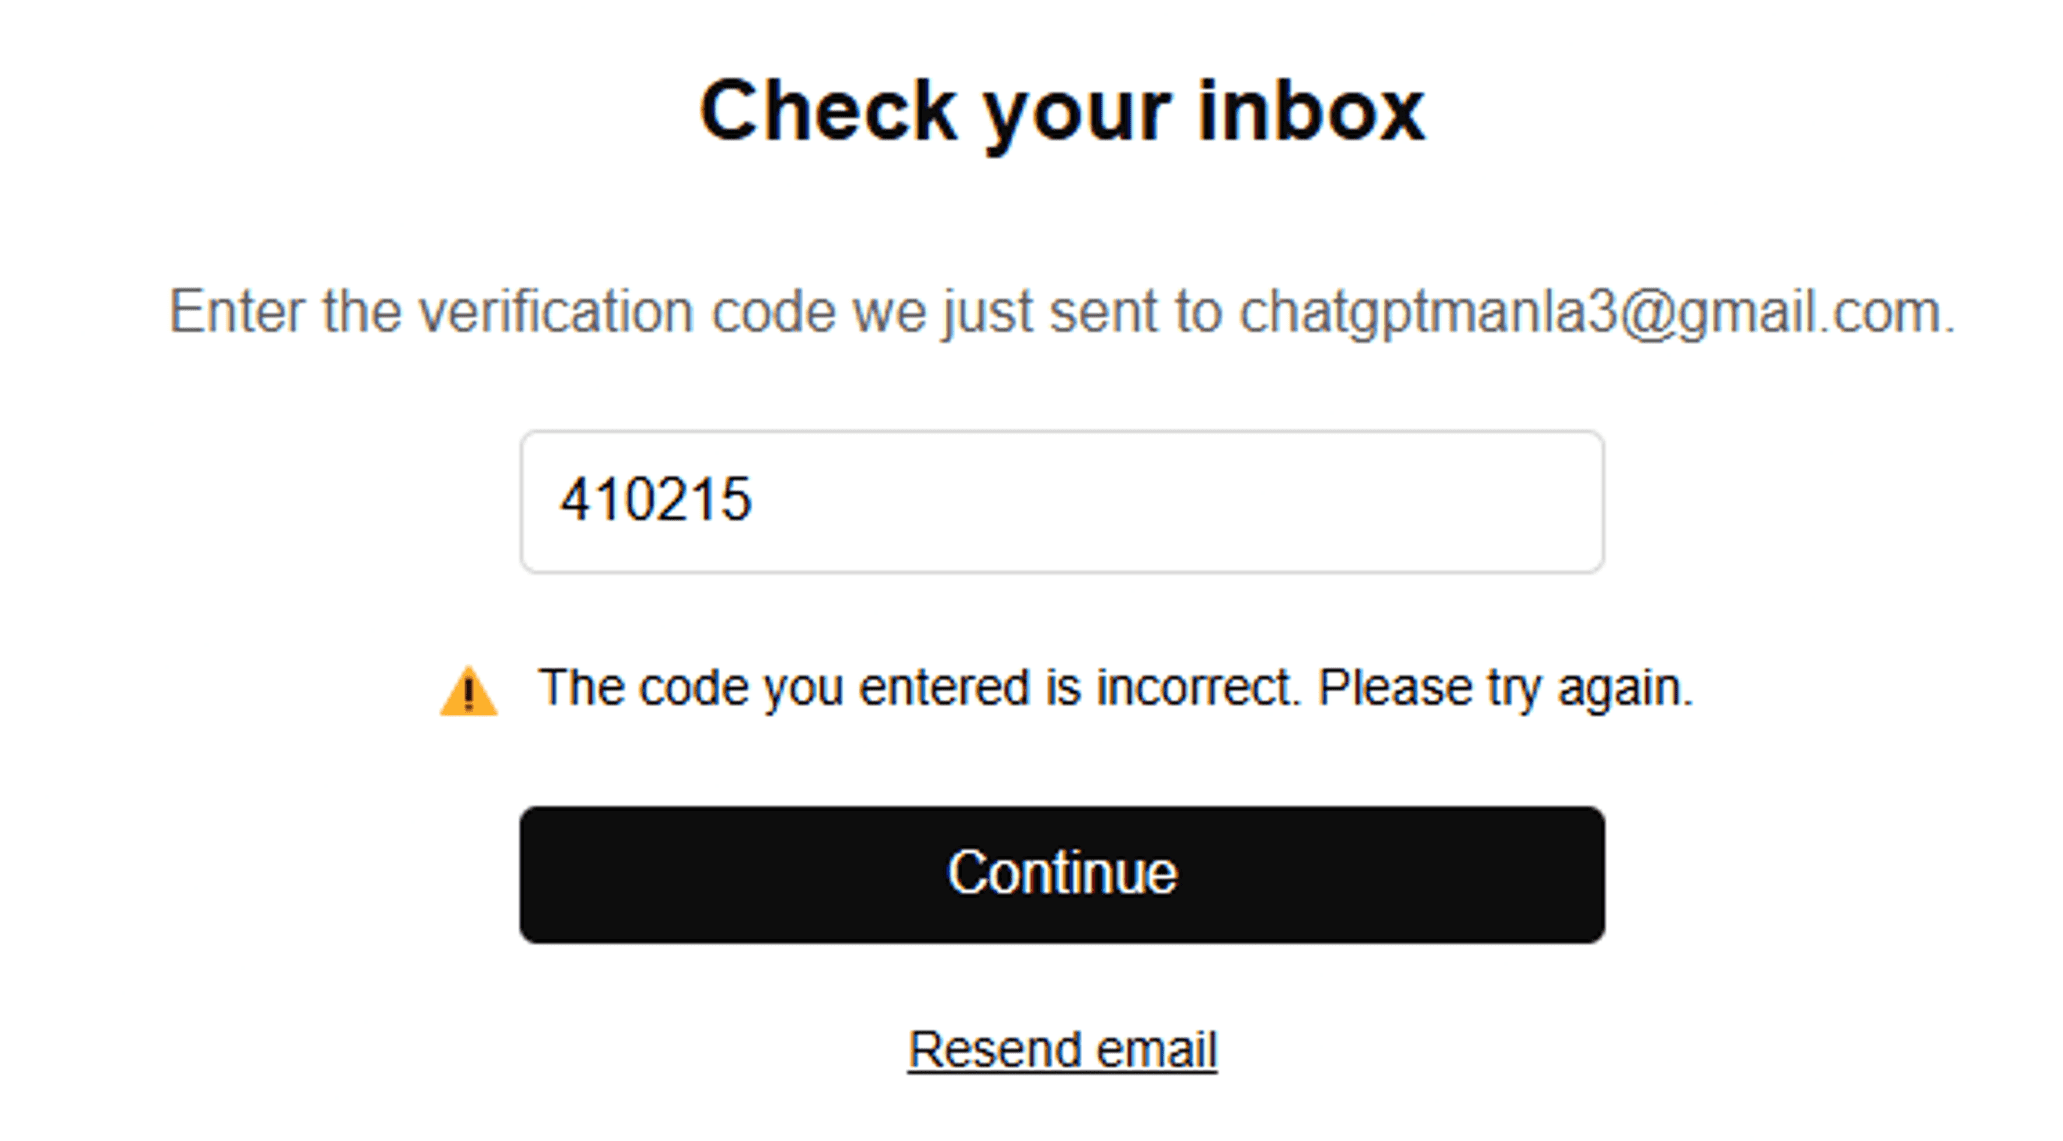 Check your inbox
Enter the verification code we just sent to chatgptmanla3@gmail.com.
410215
The code you entered is incorrect. Please try again.
Continue
Resend email